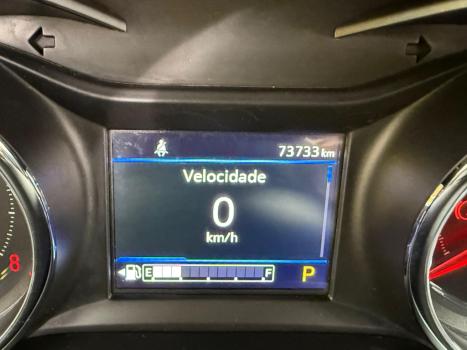 73733 km
Velocidade
0
km/h
E F P
8